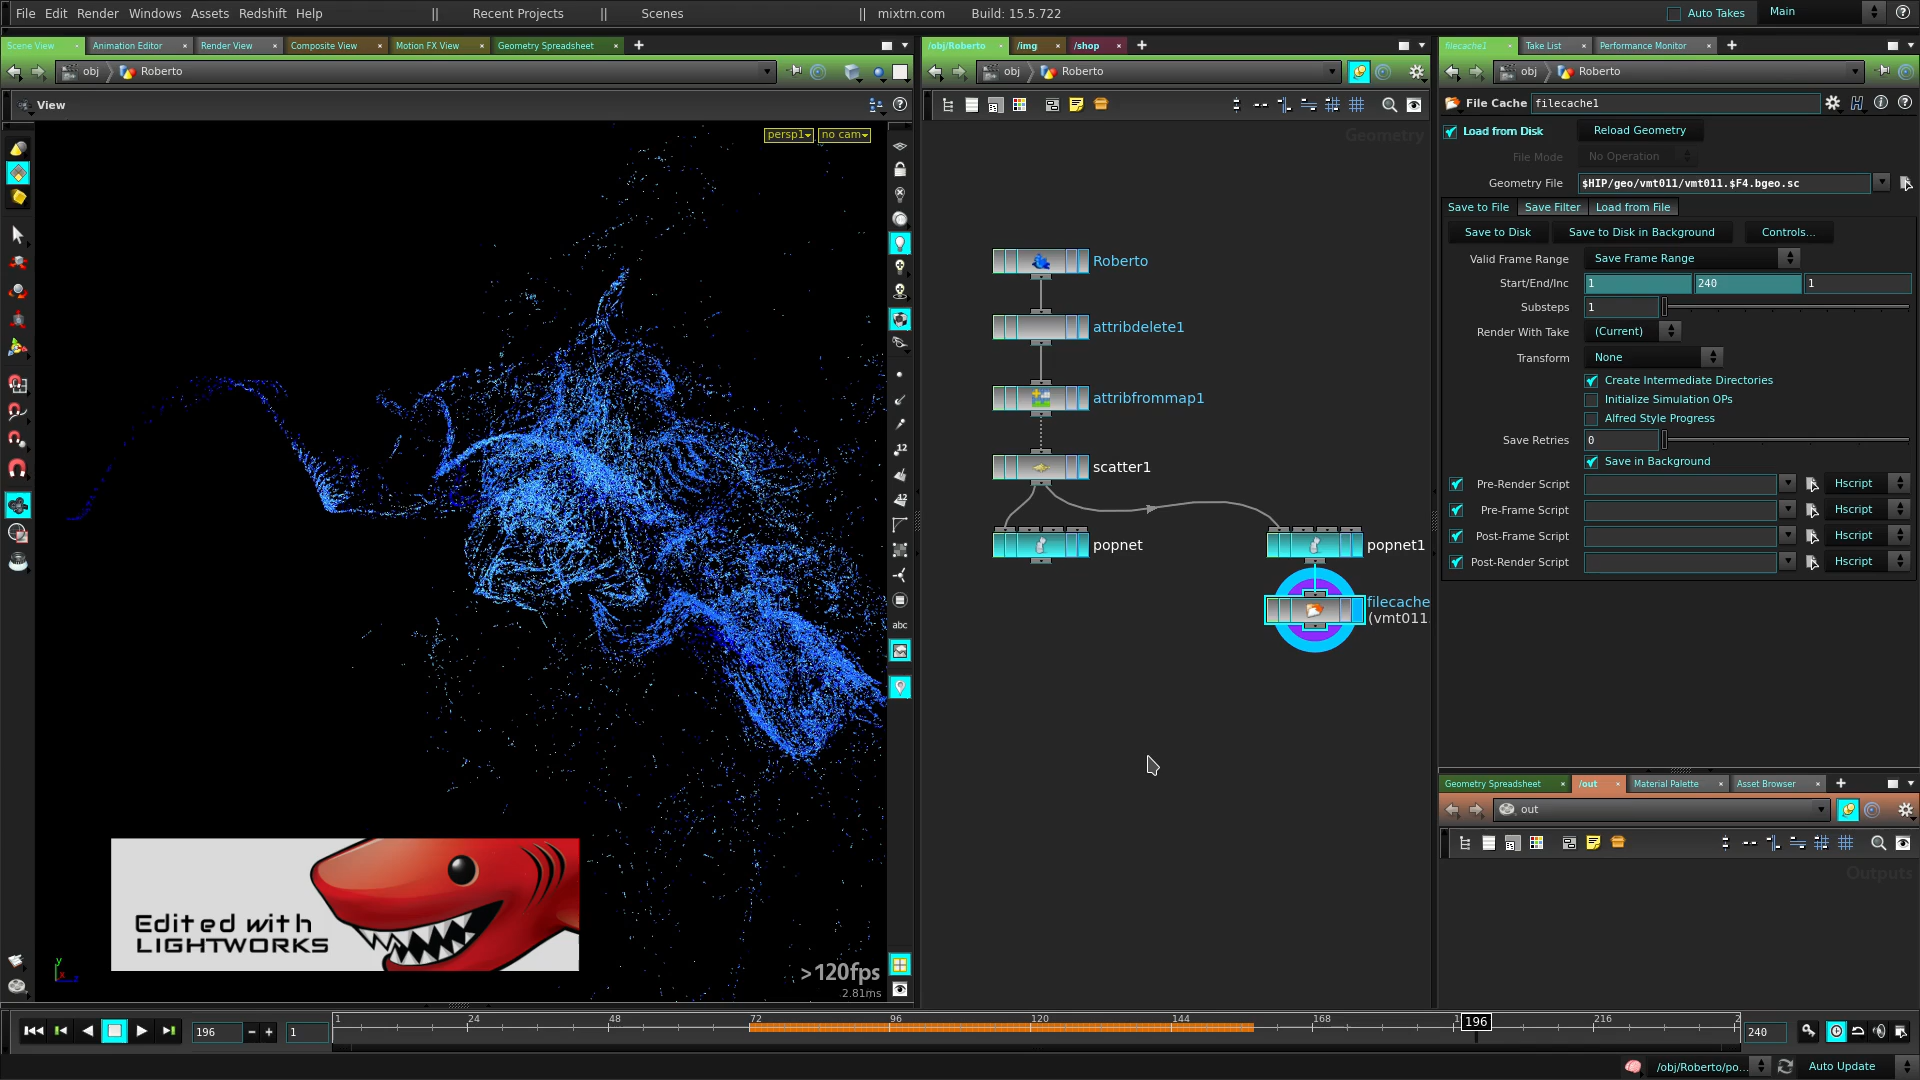 File Edit Render Windows Assets Redshift Help || Recent Projects || Scenes || mixtrn.com Build: 15.5.722 Auto Takes Main
Scene View Animation Editor Render View Composite View Motion FX View Geometry Spreadsheet
obj Roberto
View
persp1 no cam
12
12
abc
Edited with
LIGHTWORKS
>120fps
2.81ms
y
/obj/Roberto /img /shop
obj Roberto
Geometry
Roberto
attribdelete1
attribfrommap1
scatter1
popnet
popnet1
filecache
(vmt011
filecache1 Take List Performance Monitor
obj Roberto
File Cache filecache1
Load from Disk Reload Geometry
File Mode No Operation
Geometry File $HIP/geo/vmt011/vmt011.$F4.bgeo.sc
Save to File Save Filter Load from File
Save to Disk Save to Disk in Background Controls...
Valid Frame Range Save Frame Range
Start/End/Inc 1 240 1
Substeps 1
Render With Take (Current)
Transform None
Create Intermediate Directories
Initialize Simulation OPs
Alfred Style Progress
Save Retries 0
Save in Background
Pre-Render Script Hscript
Pre-Frame Script Hscript
Post-Frame Script Hscript
Post-Render Script Hscript
Geometry Spreadsheet /out Material Palette Asset Browser
out
Outputs
196 1 1 24 48 72 96 120 144 168 196 216 2 240
/obj/Roberto/po... Auto Update